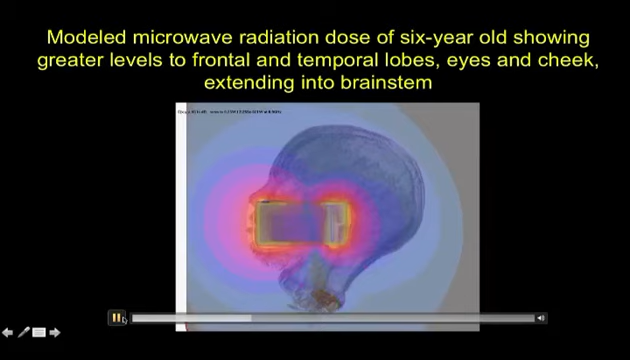 Modeled microwave radiation dose of six-year old showing
greater levels to frontal and temporal lobes, eyes and cheek,
extending into brainstem